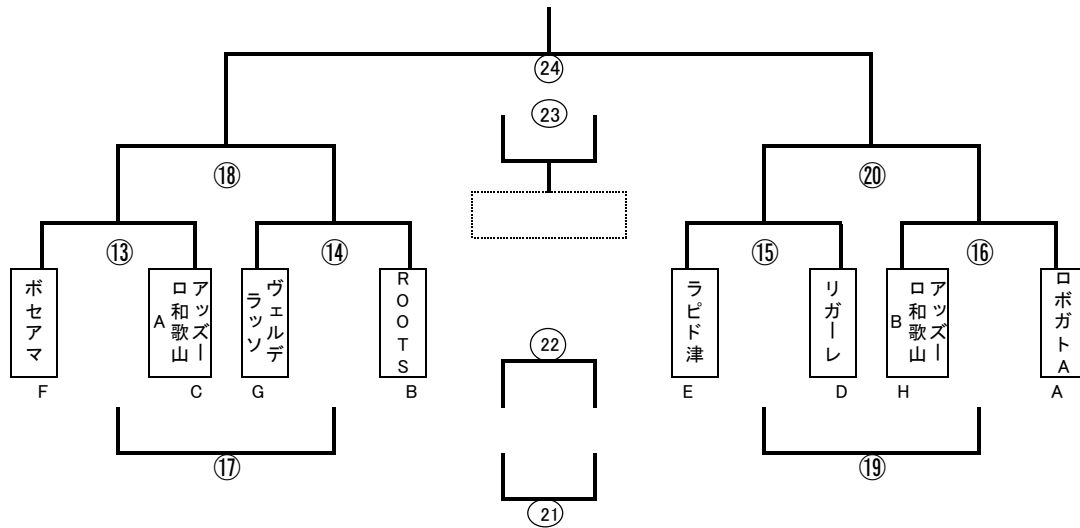 ㉔
㉓
⑱
⑳
⑬
⑭
⑮
⑯
ボセアマ
アッズー
ロ和歌山
A
ヴェルデ
ラッソ
ROOTS
ラピド津
リガーレ
アッズー
ロ和歌山
B
ロボガトA
㉒
F
C
G
B
E
D
H
A
⑰
⑲
㉑